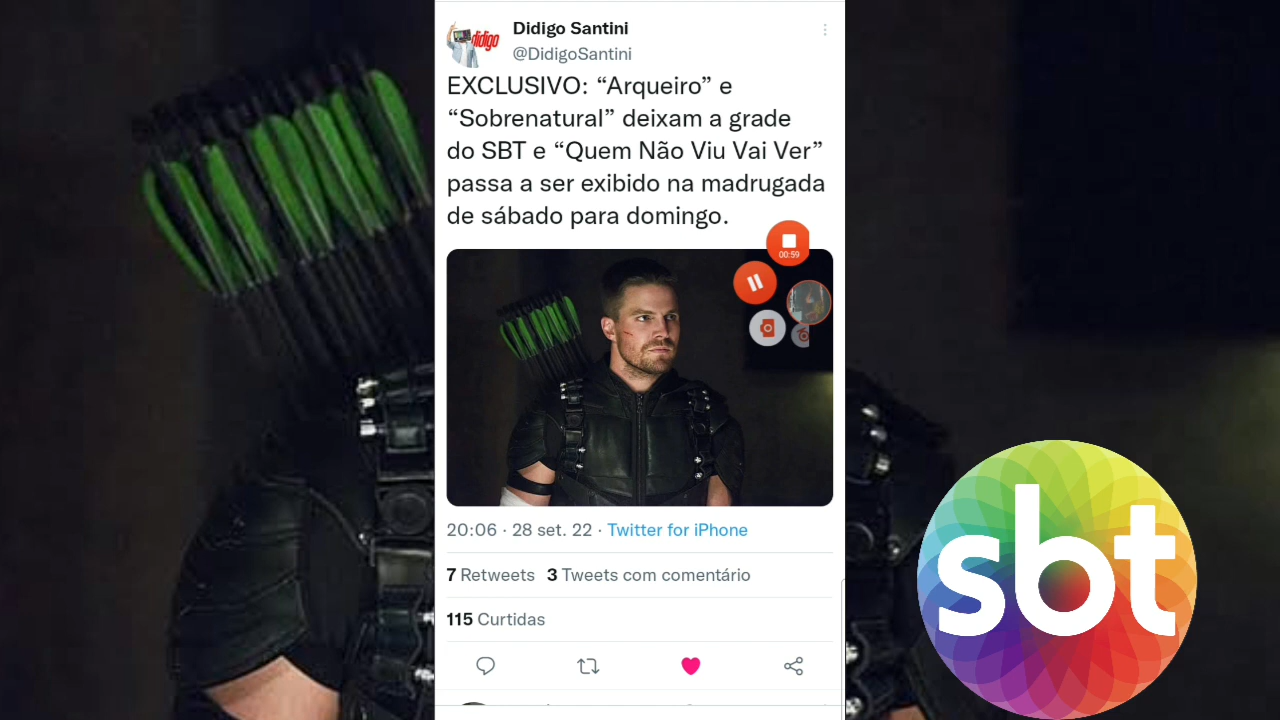 didigo
Didigo Santini
@DidigoSantini
EXCLUSIVO: “Arqueiro” e
“Sobrenatural” deixam a grade
do SBT e “Quem Não Viu Vai Ver”
passa a ser exibido na madrugada
de sábado para domingo.
00:59
20:06 · 28 set. 22 · Twitter for iPhone
7 Retweets 3 Tweets com comentário
115 Curtidas
sbt